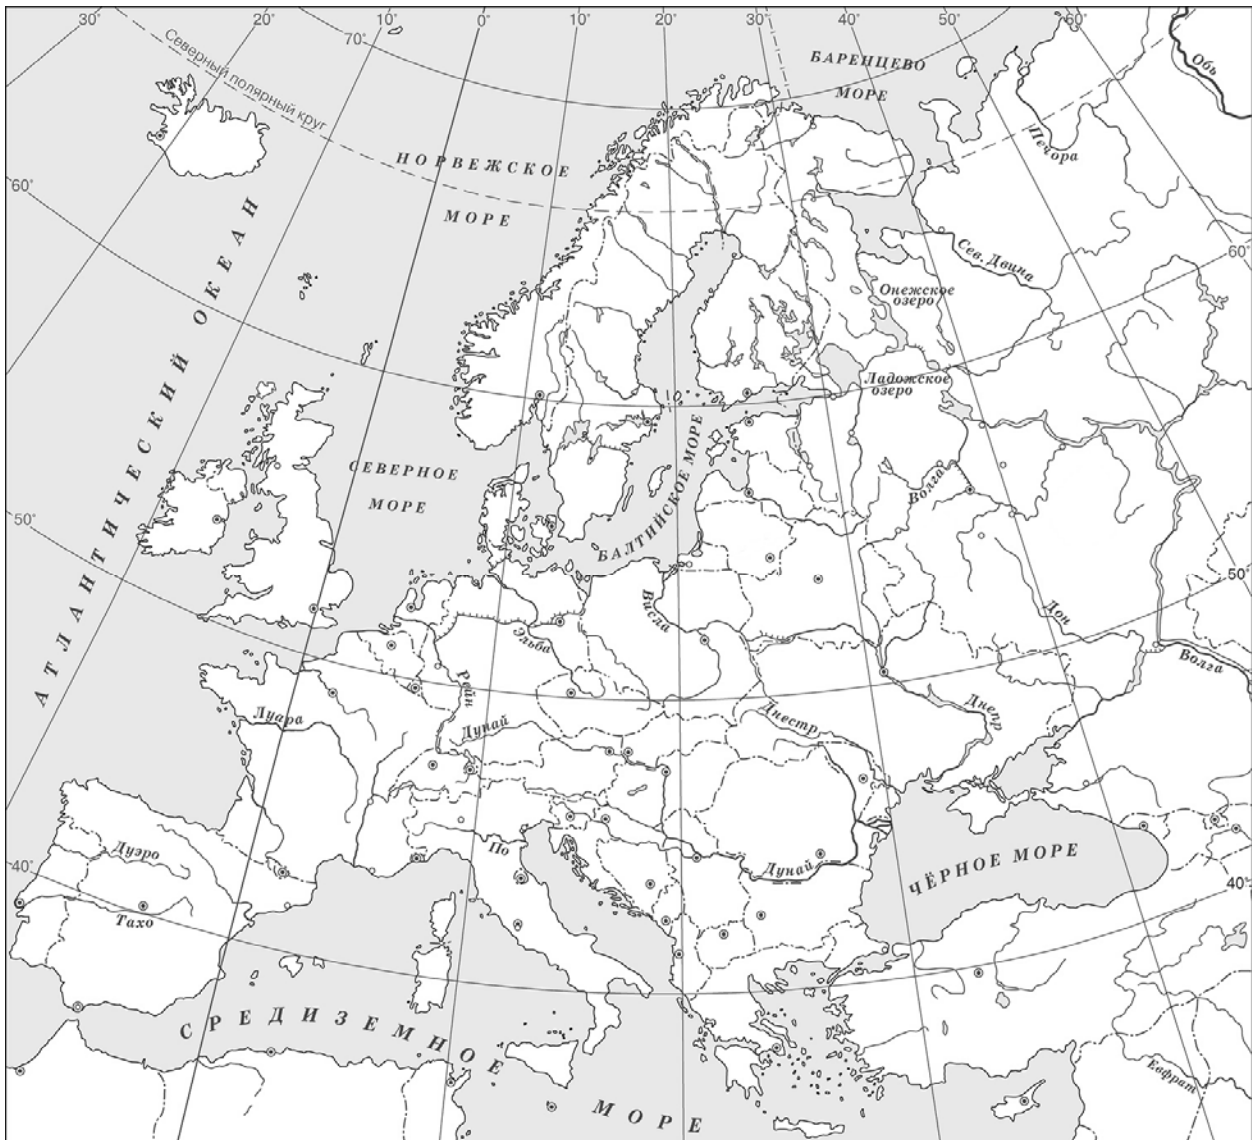 30°
20°
10°
0°
10°
20°
30°
40°
50°
60°
70°
Северный полярный круг
БАРЕНЦЕВО
МОРЕ
Обь
Печора
НОРВЕЖСКОЕ
МОРЕ
60°
60°
Сев. Двина
Онежское
озеро
Ладожское
озеро
АТЛАНТИЧЕСКИЙ ОКЕАН
СЕВЕРНОЕ
МОРЕ
БАЛТИЙСКОЕ МОРЕ
Волга
50°
50°
Висла
Эльба
Дон
Волга
Рейн
Луара
Дунай
Днестр
Днепр
По
Дунай
ЧЁРНОЕ МОРЕ
Дуэро
40°
40°
Тахо
СРЕДИЗЕМНОЕ
МОРЕ
Евфрат